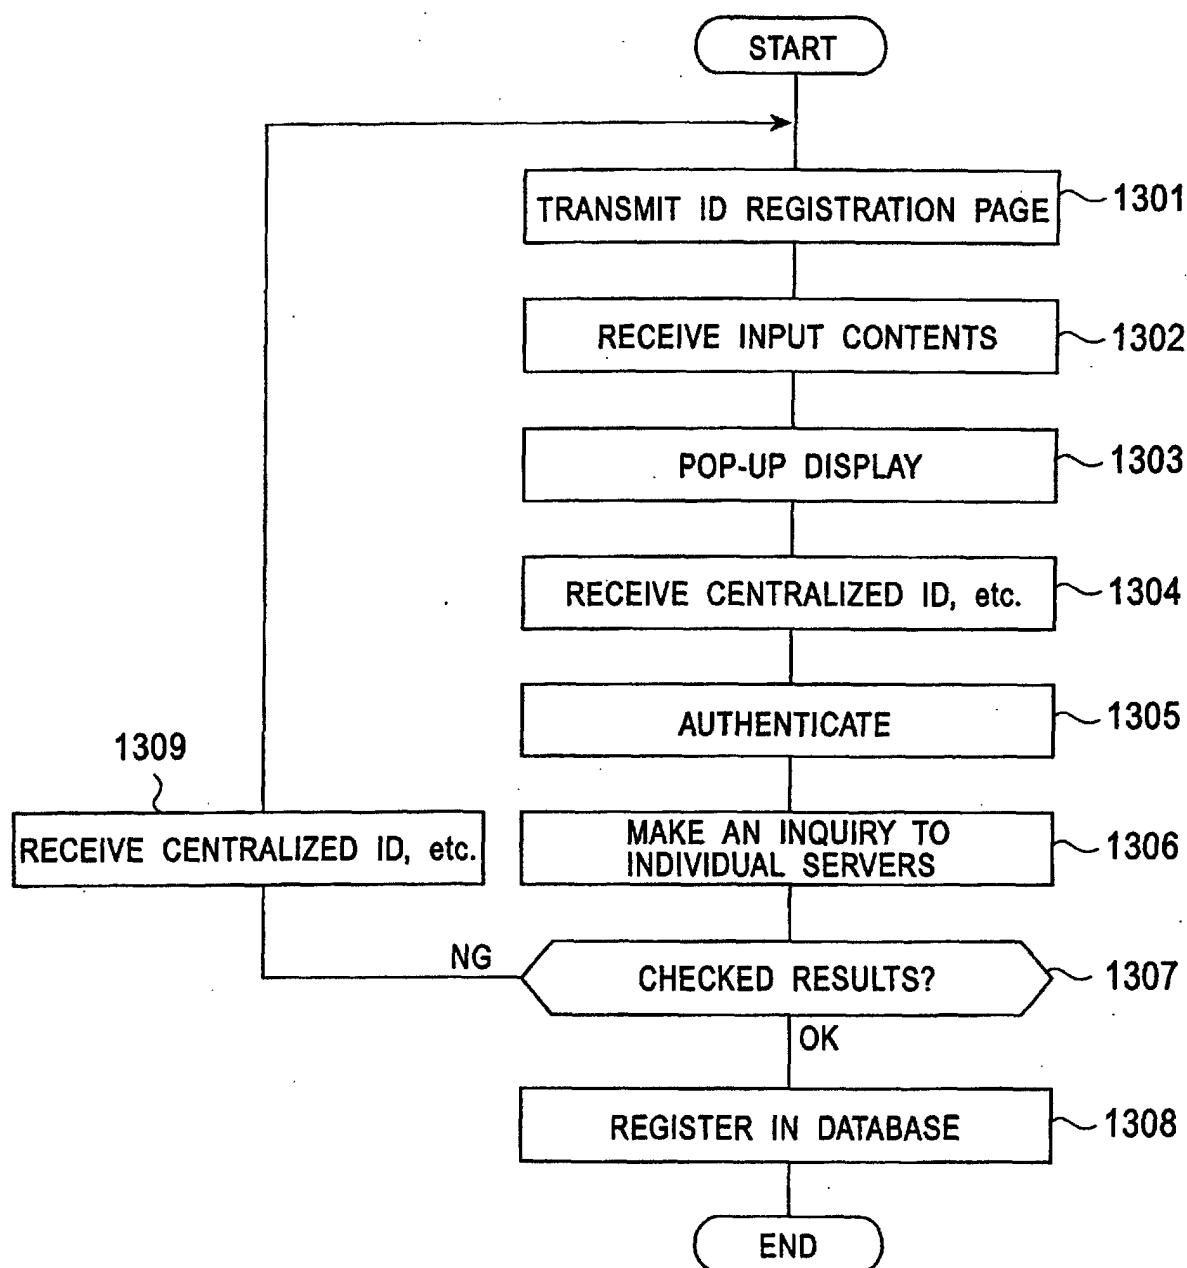 START
TRANSMIT ID REGISTRATION PAGE
1301
RECEIVE INPUT CONTENTS
1302
POP-UP DISPLAY
1303
RECEIVE CENTRALIZED ID, etc.
1304
AUTHENTICATE
1305
1309
RECEIVE CENTRALIZED ID, etc.
MAKE AN INQUIRY TO
INDIVIDUAL SERVERS
1306
NG
CHECKED RESULTS?
1307
OK
REGISTER IN DATABASE
1308
END